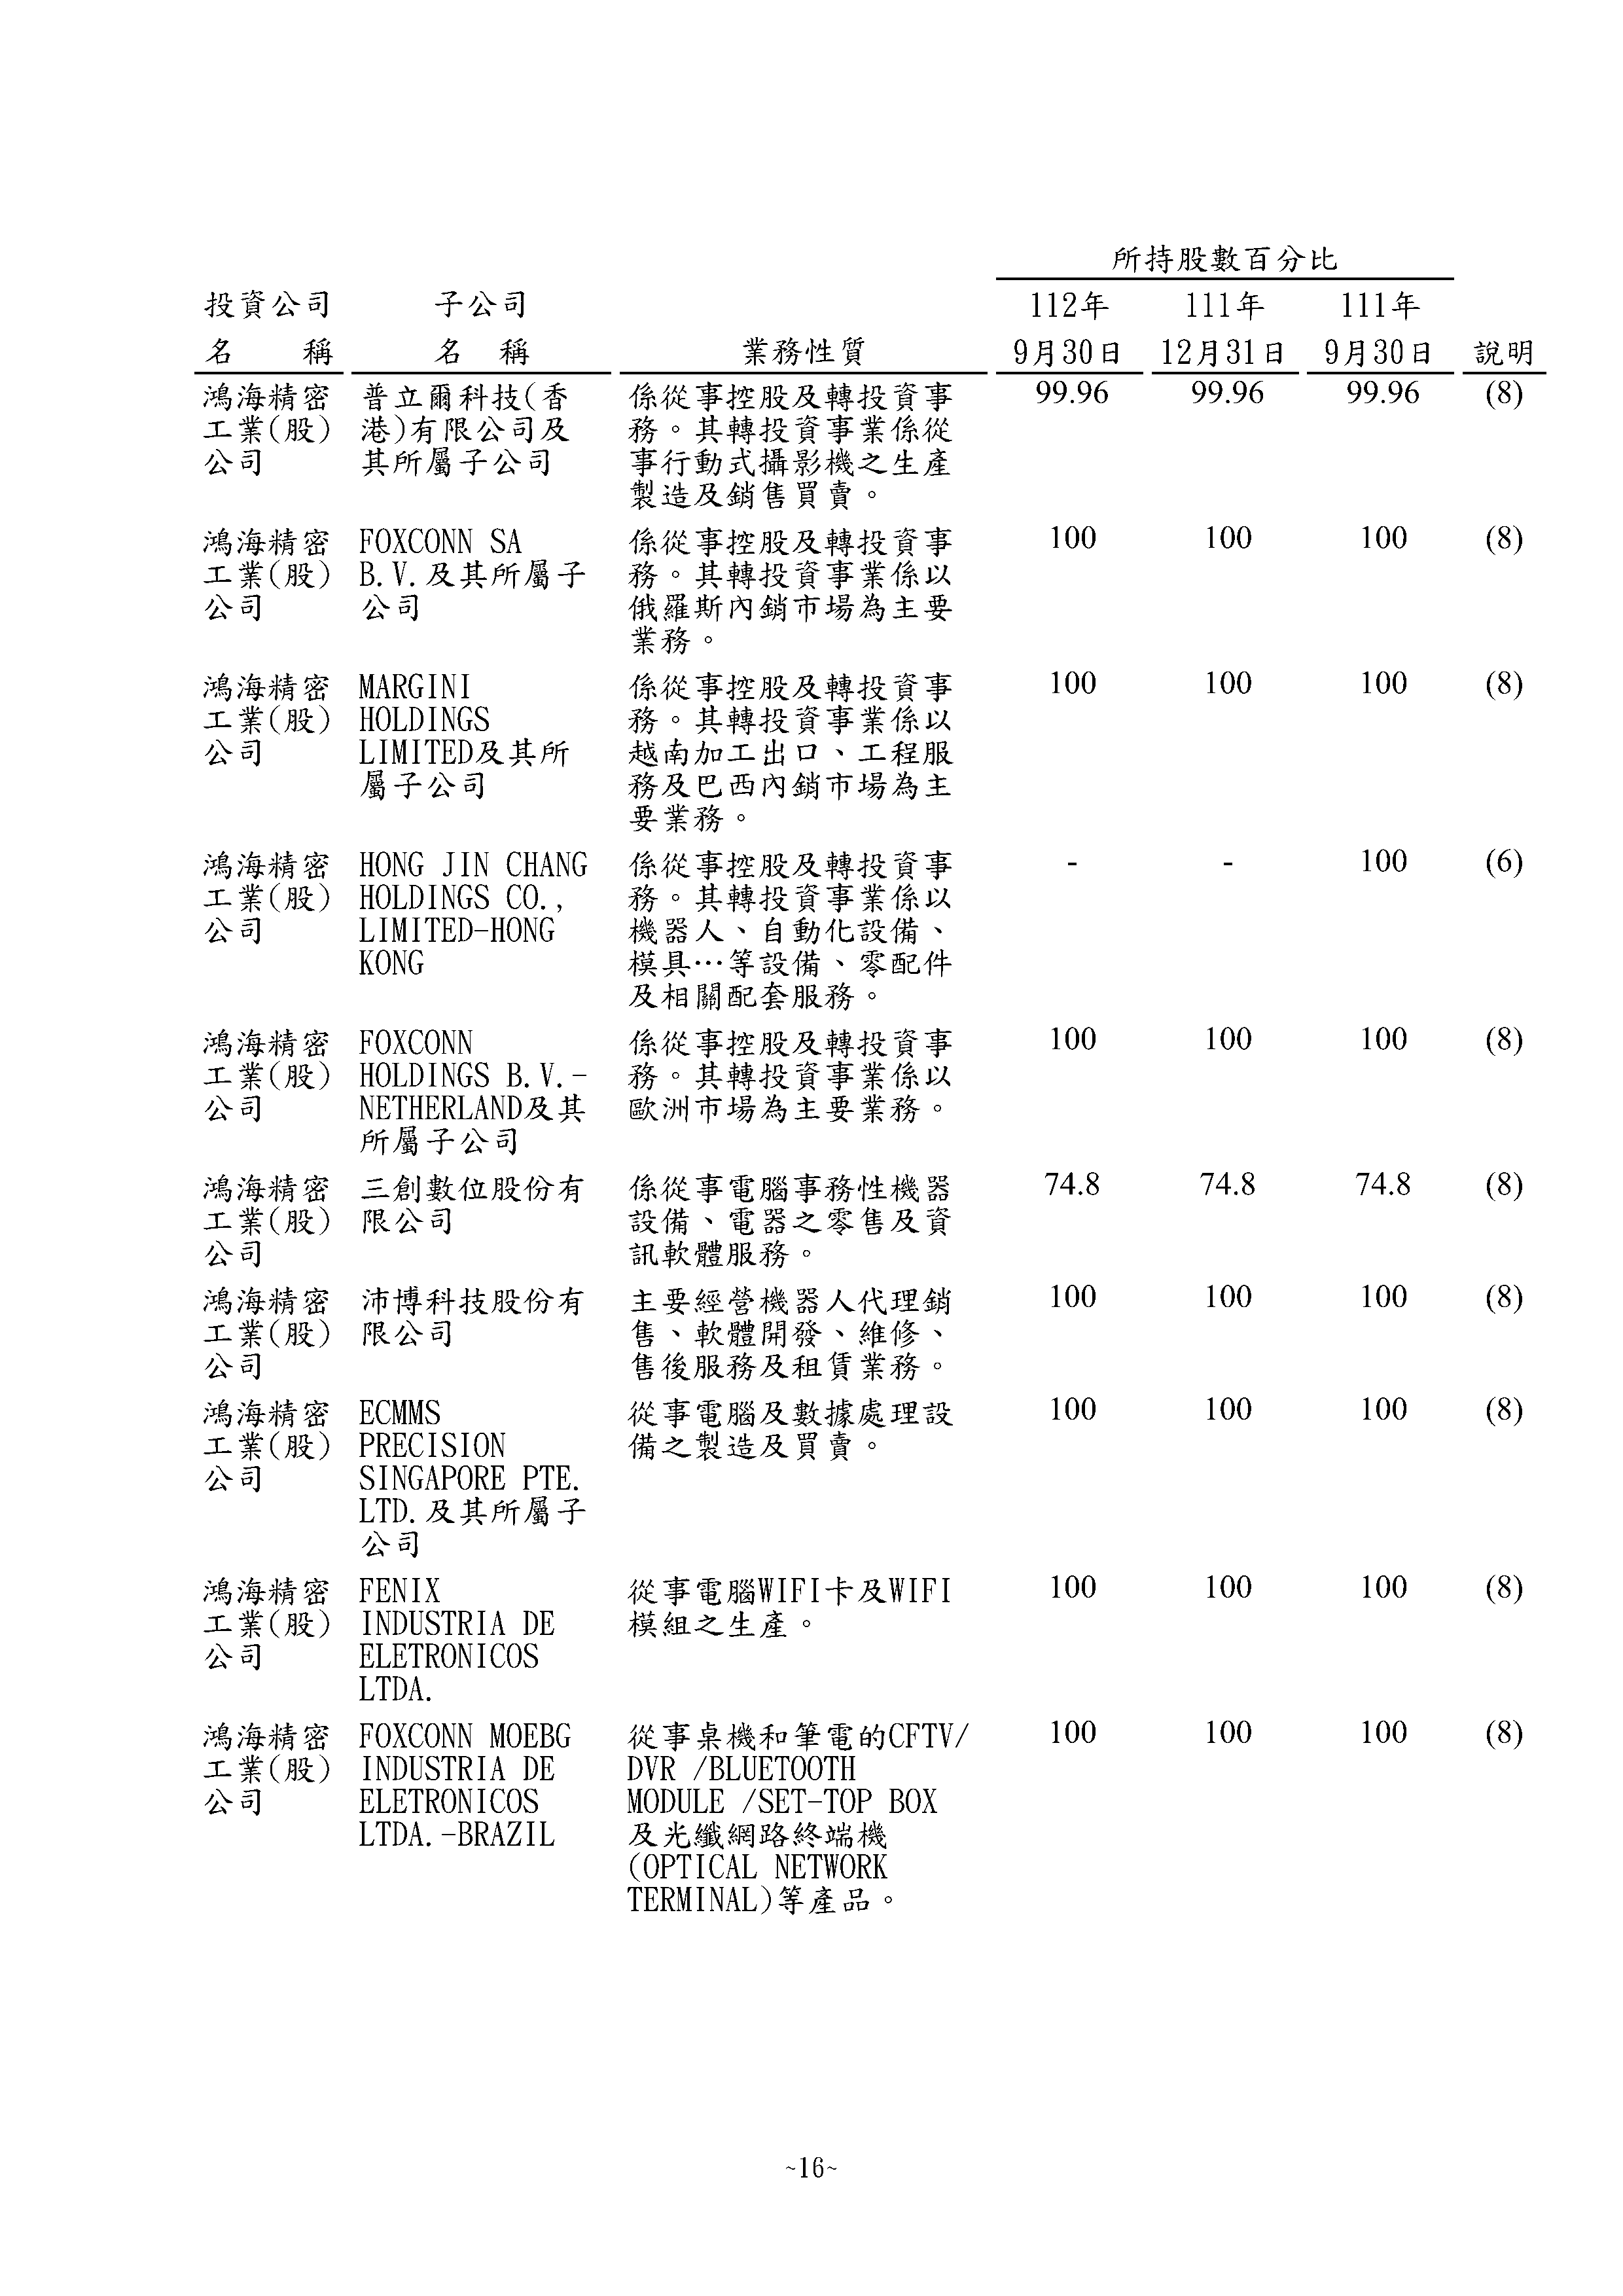 所持股數百分比
投資公司 子公司 112年 111年 111年
名 稱 名 稱 業務性質 9月30日 12月31日 9月30日 說明
鴻海精密 普立爾科技(香 係從事控股及轉投資事 99.96 99.96 99.96 (8)
工業(股) 港)有限公司及 務。其轉投資事業係從
公司 其所屬子公司 事行動式攝影機之生產
製造及銷售買賣。
鴻海精密 FOXCONN SA 係從事控股及轉投資事 100 100 100 (8)
工業(股) B.V.及其所屬子 務。其轉投資事業係以
公司 公司 俄羅斯內銷市場為主要
業務。
鴻海精密 MARGINI 係從事控股及轉投資事 100 100 100 (8)
工業(股) HOLDINGS 務。其轉投資事業係以
公司 LIMITED及其所 越南加工出口、工程服
屬子公司 務及巴西內銷市場為主
要業務。
鴻海精密 HONG JIN CHANG 係從事控股及轉投資事 - - 100 (6)
工業(股) HOLDINGS CO., 務。其轉投資事業係以
公司 LIMITED-HONG 機器人、自動化設備、
KONG 模具…等設備、零配件
及相關配套服務。
鴻海精密 FOXCONN 係從事控股及轉投資事 100 100 100 (8)
工業(股) HOLDINGS B.V.- 務。其轉投資事業係以
公司 NETHERLAND及其 歐洲市場為主要業務。
所屬子公司
鴻海精密 三創數位股份有 係從事電腦事務性機器 74.8 74.8 74.8 (8)
工業(股) 限公司 設備、電器之零售及資
公司 訊軟體服務。
鴻海精密 沛博科技股份有 主要經營機器人代理銷 100 100 100 (8)
工業(股) 限公司 售、軟體開發、維修、
公司 售後服務及租賃業務。
鴻海精密 ECMMS 從事電腦及數據處理設 100 100 100 (8)
工業(股) PRECISION 備之製造及買賣。
公司 SINGAPORE PTE.
LTD.及其所屬子
公司
鴻海精密 FENIX 從事電腦WIFI卡及WIFI 100 100 100 (8)
工業(股) INDUSTRIA DE 模組之生產。
公司 ELETRONICOS
LTDA.
鴻海精密 FOXCONN MOEBG 從事桌機和筆電的CFTV/ 100 100 100 (8)
工業(股) INDUSTRIA DE DVR /BLUETOOTH
公司 ELETRONICOS MODULE /SET-TOP BOX
LTDA.-BRAZIL 及光纖網路終端機
(OPTICAL NETWORK
TERMINAL)等產品。
~16~